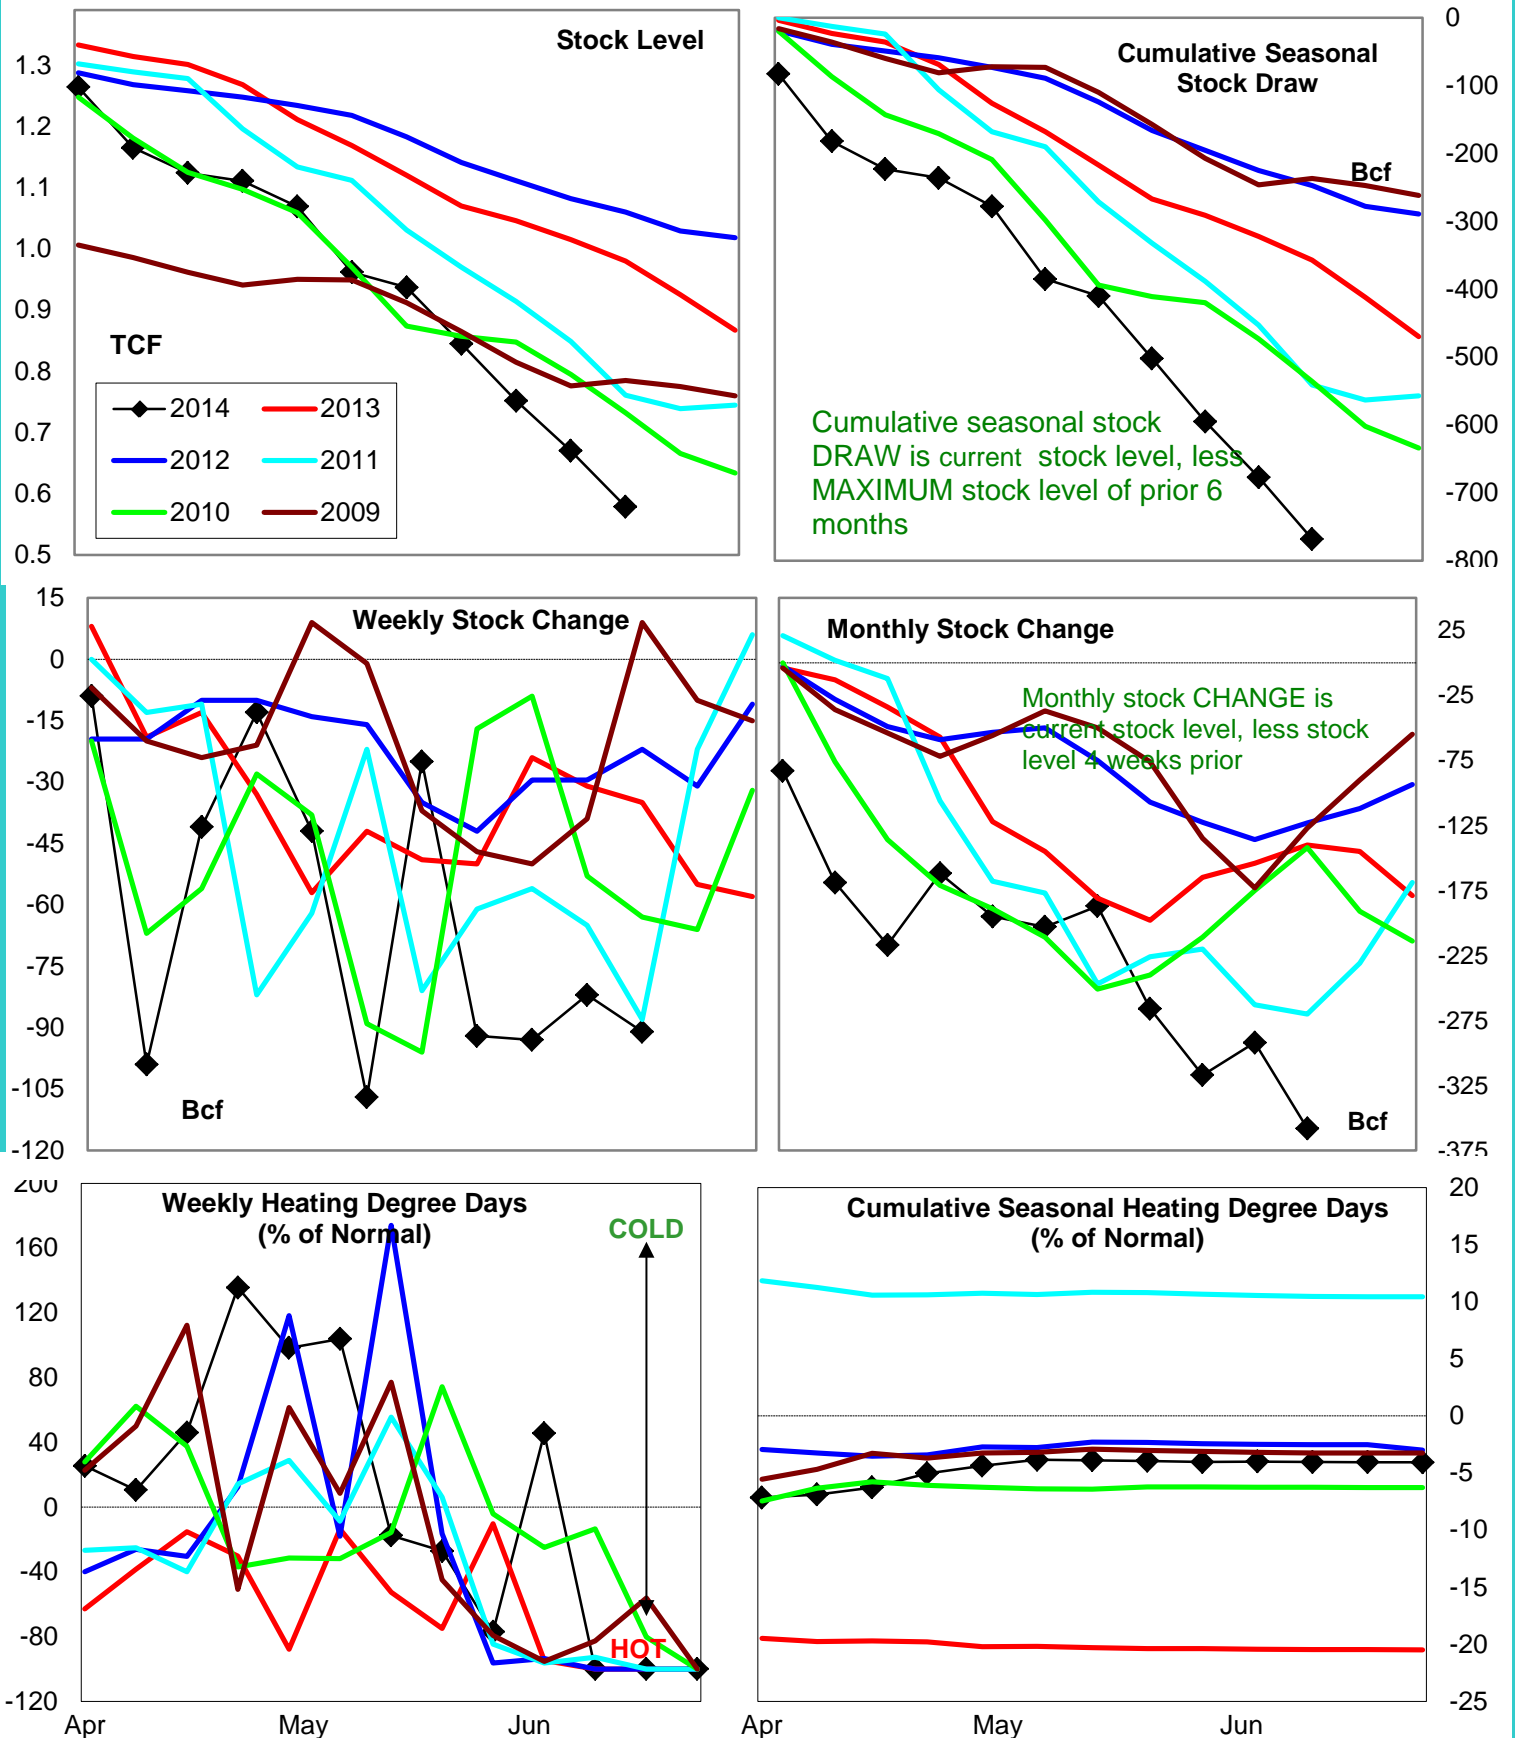 Stock Level
1.3
1.2
1.1
1.0
0.9
0.8
0.7
0.6
0.5
TCF
2014 2013
2012 2011
2010 2009
Cumulative Seasonal
Stock Draw
0
-100
-200
-300
-400
-500
-600
-700
-800
Bcf
Cumulative seasonal stock
DRAW is current stock level, less
MAXIMUM stock level of prior 6
months
Weekly Stock Change
15
0
-15
-30
-45
-60
-75
-90
-105
-120
Bcf
Monthly Stock Change
25
-25
-75
-125
-175
-225
-275
-325
-375
Monthly stock CHANGE is
current stock level, less stock
level 4 weeks prior
Bcf
Weekly Heating Degree Days
(% of Normal)
200
160
120
80
40
0
-40
-80
-120
COLD
HOT
Apr May Jun
Cumulative Seasonal Heating Degree Days
(% of Normal)
20
15
10
5
0
-5
-10
-15
-20
-25
Apr May Jun